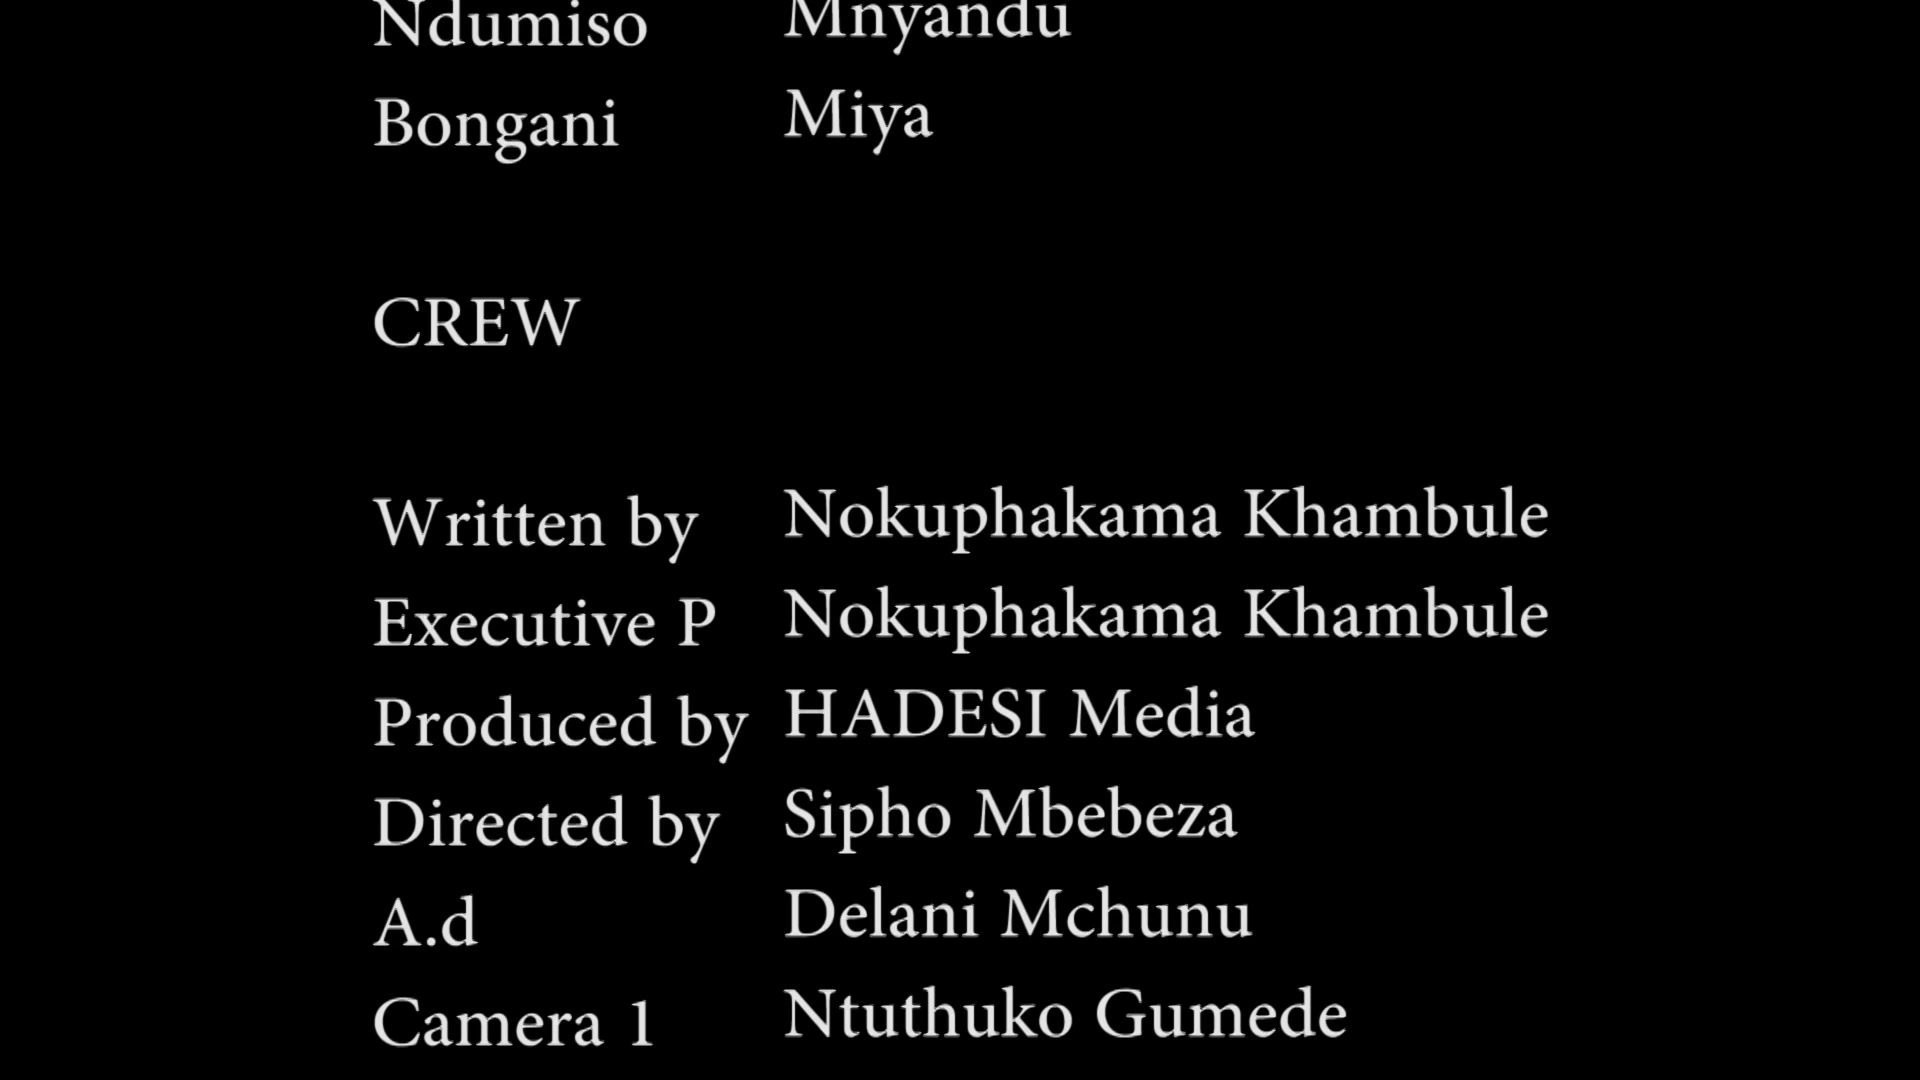 Ndumiso Mnyandu
Bongani Miya
CREW
Written by Nokuphakama Khambule
Executive P Nokuphakama Khambule
Produced by HADESI Media
Directed by Sipho Mbebeza
A.d Delani Mchunu
Camera 1 Ntuthuko Gumede